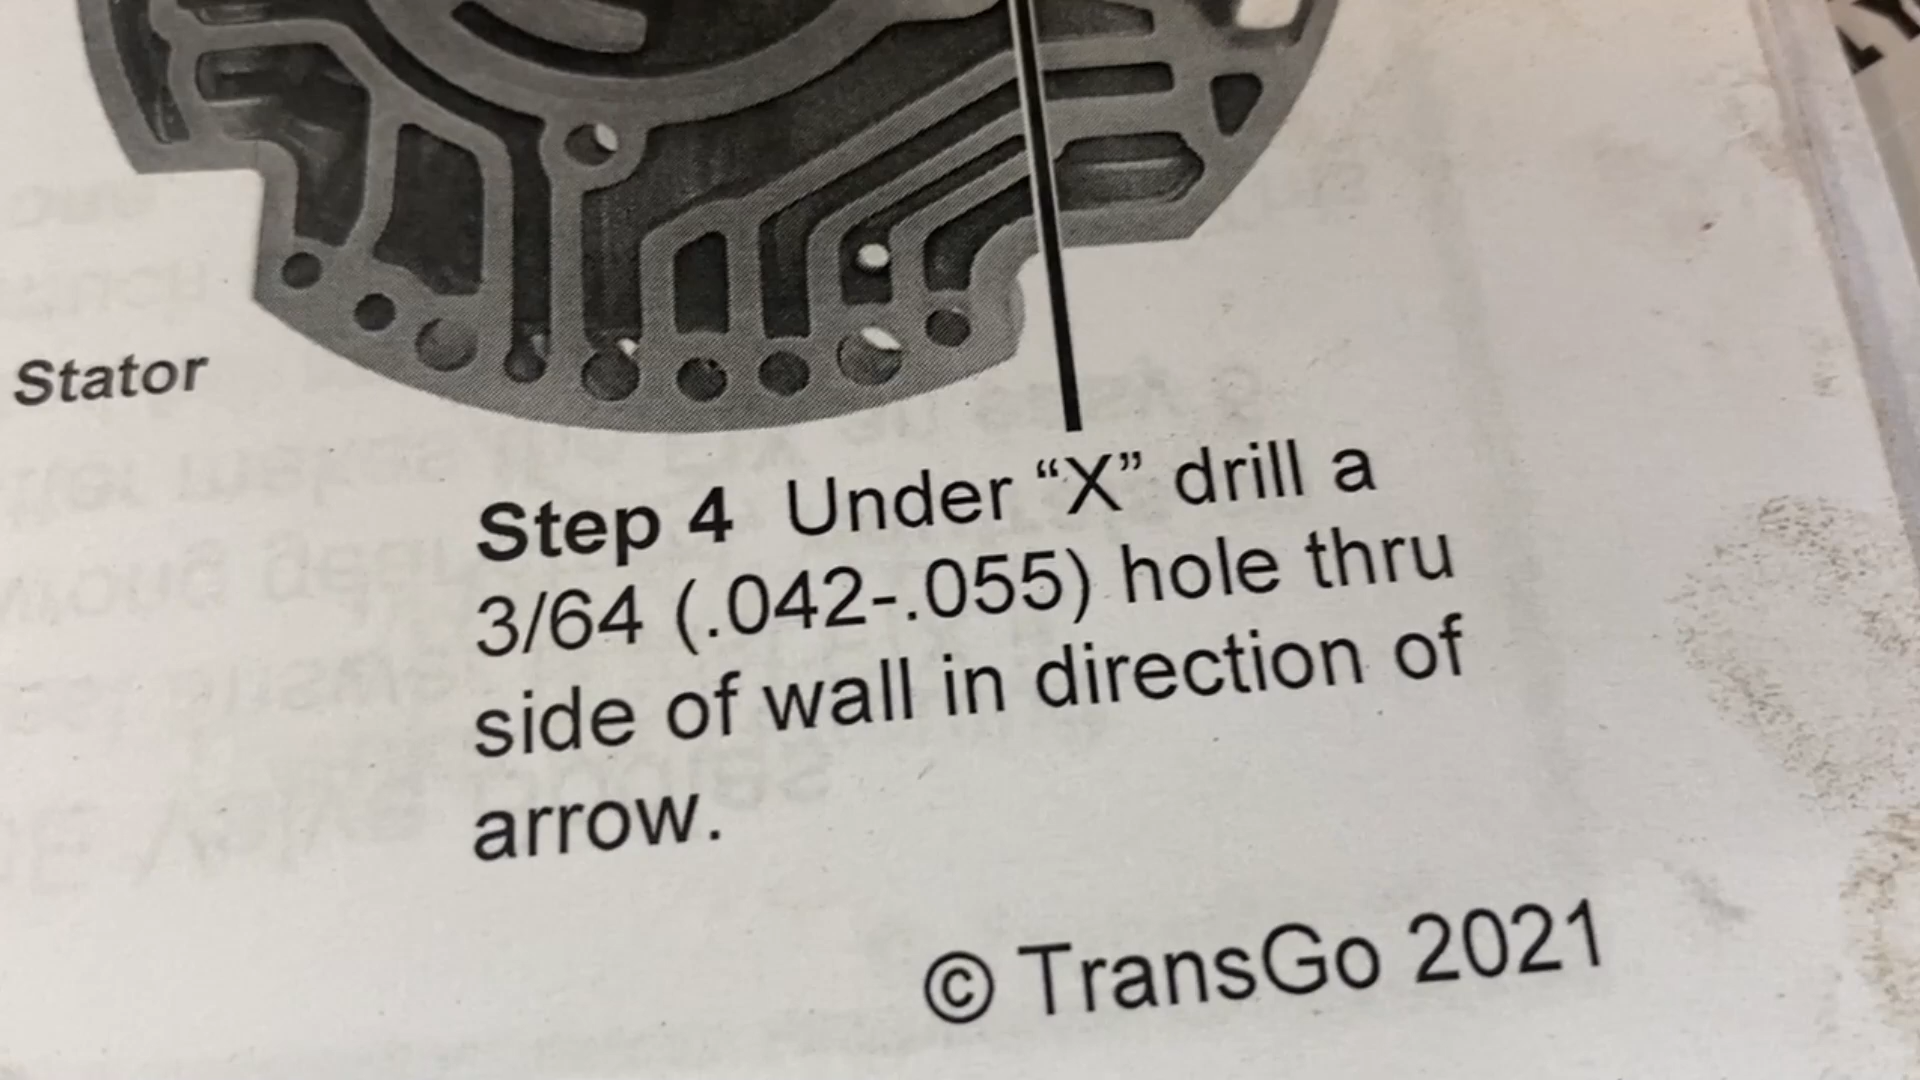 Stator
Step 4 Under “X” drill a
3/64 (.042-.055) hole thru
side of wall in direction of
arrow.
© TransGo 2021